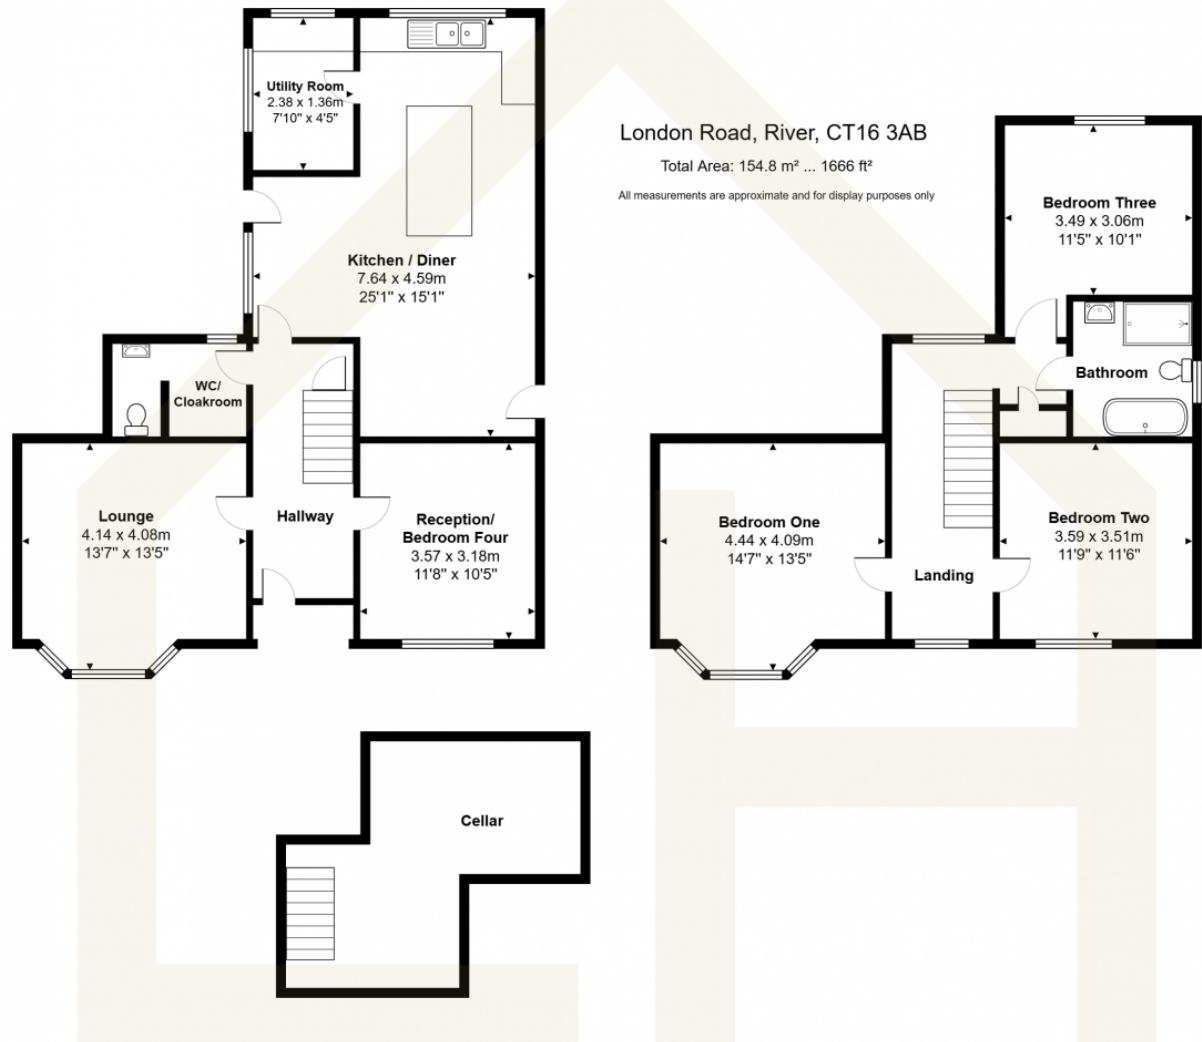 London Road, River, CT16 3AB
Total Area: 154.8 m² ... 1666 ft²
All measurements are approximate and for display purposes only
Utility Room
2.38 x 1.36m
7'10" x 4'5"
Kitchen / Diner
7.64 x 4.59m
25'1" x 15'1"
WC/
Cloakroom
Lounge
4.14 x 4.08m
13'7" x 13'5"
Hallway
Reception/
Bedroom Four
3.57 x 3.18m
11'8" x 10'5"
Bedroom Three
3.49 x 3.06m
11'5" x 10'1"
Bathroom
Bedroom One
4.44 x 4.09m
14'7" x 13'5"
Landing
Bedroom Two
3.59 x 3.51m
11'9" x 11'6"
Cellar